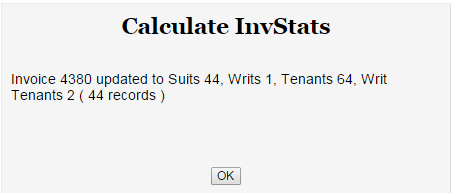 Calculate InvStats
Invoice 4380 updated to Suits 44, Writs 1, Tenants 64, Writ
Tenants 2 ( 44 records )
OK